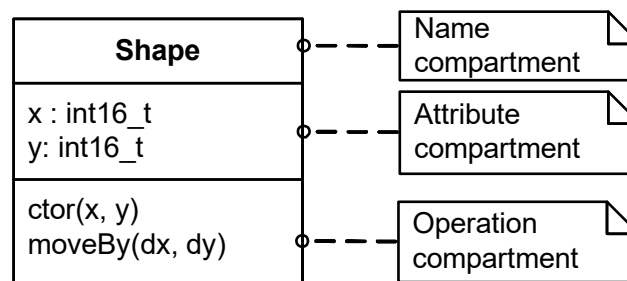 Shape
Name
compartment
x : int16_t
y: int16_t
Attribute
compartment
ctor(x, y)
moveBy(dx, dy)
Operation
compartment